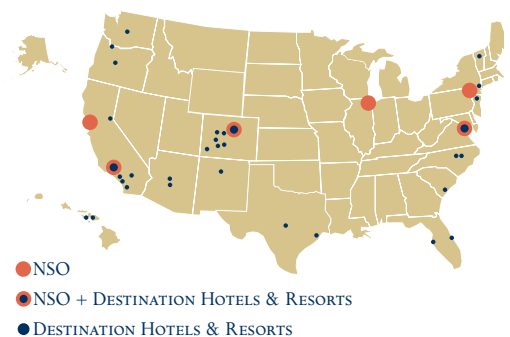 NSO
NSO + Destination Hotels & Resorts
Destination Hotels & Resorts